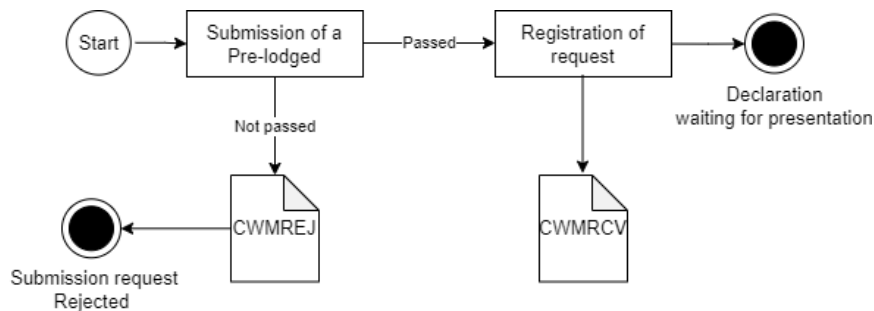 Start
Submission of a
Pre-lodged
Passed
Registration of
request
Declaration
waiting for presentation
Not passed
CWMREJ
CWMRCV
Submission request
Rejected